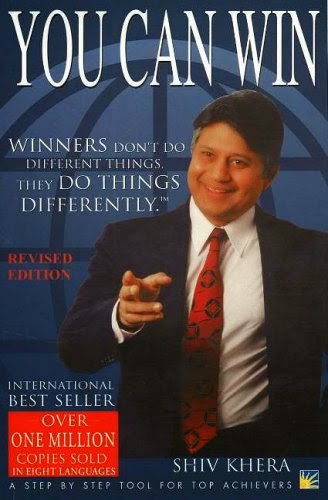 YOU CAN WIN
WINNERS DON'T DO
DIFFERENT THINGS.
THEY DO THINGS
DIFFERENTLY.™
REVISED
EDITION
INTERNATIONAL
BEST SELLER
OVER
ONE MILLION
COPIES SOLD
IN EIGHT LANGUAGES
SHIV KHERA
A STEP BY STEP TOOL FOR TOP ACHIEVERS